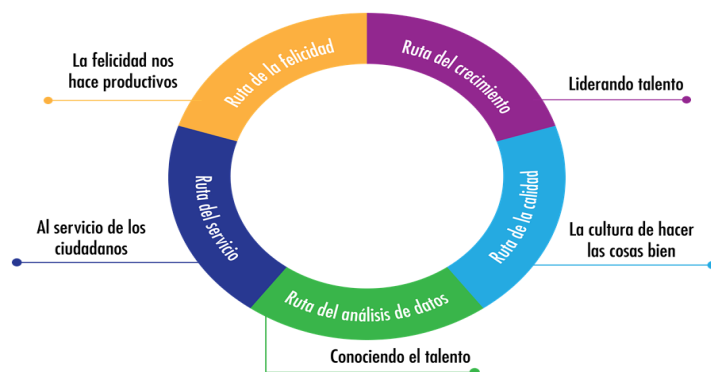 La felicidad nos
hace productivos
Ruta de la felicidad
Ruta del crecimiento
Liderando talento
Al servicio de los
ciudadanos
Ruta del servicio
Ruta de la calidad
La cultura de hacer
las cosas bien
Ruta del análisis de datos
Conociendo el talento